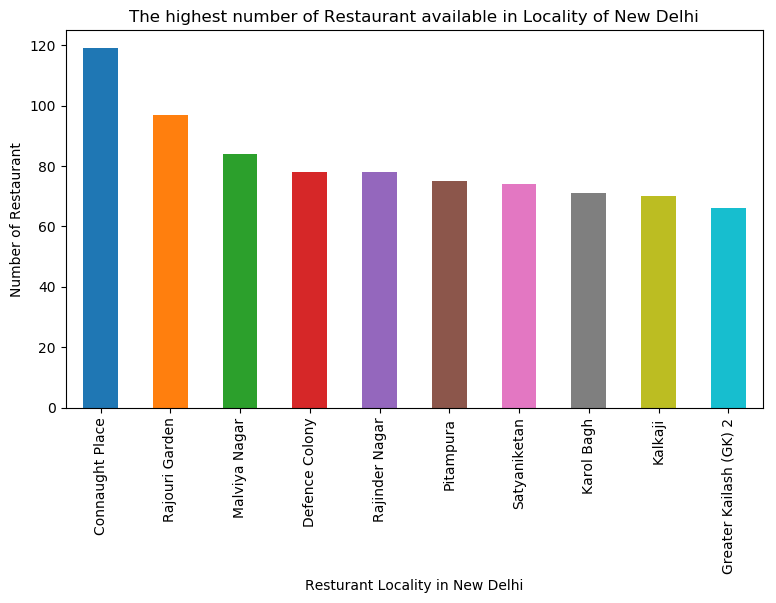 The highest number of Restaurant available in Locality of New Delhi
Number of Restaurant
120
100
80
60
40
20
0
Connaught Place
Rajouri Garden
Malviya Nagar
Defence Colony
Rajinder Nagar
Pitampura
Satyaniketan
Karol Bagh
Kalkaji
Greater Kailash (GK) 2
Resturant Locality in New Delhi